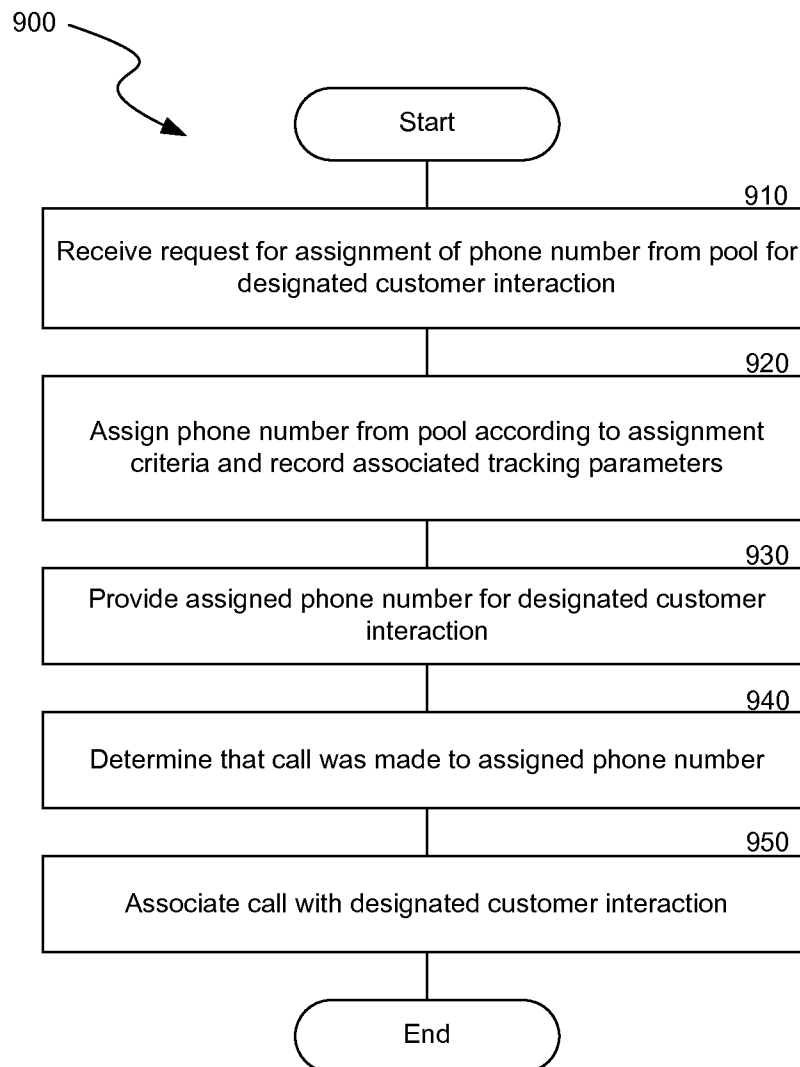 900
Start
910
Receive request for assignment of phone number from pool for
designated customer interaction
920
Assign phone number from pool according to assignment
criteria and record associated tracking parameters
930
Provide assigned phone number for designated customer
interaction
940
Determine that call was made to assigned phone number
950
Associate call with designated customer interaction
End